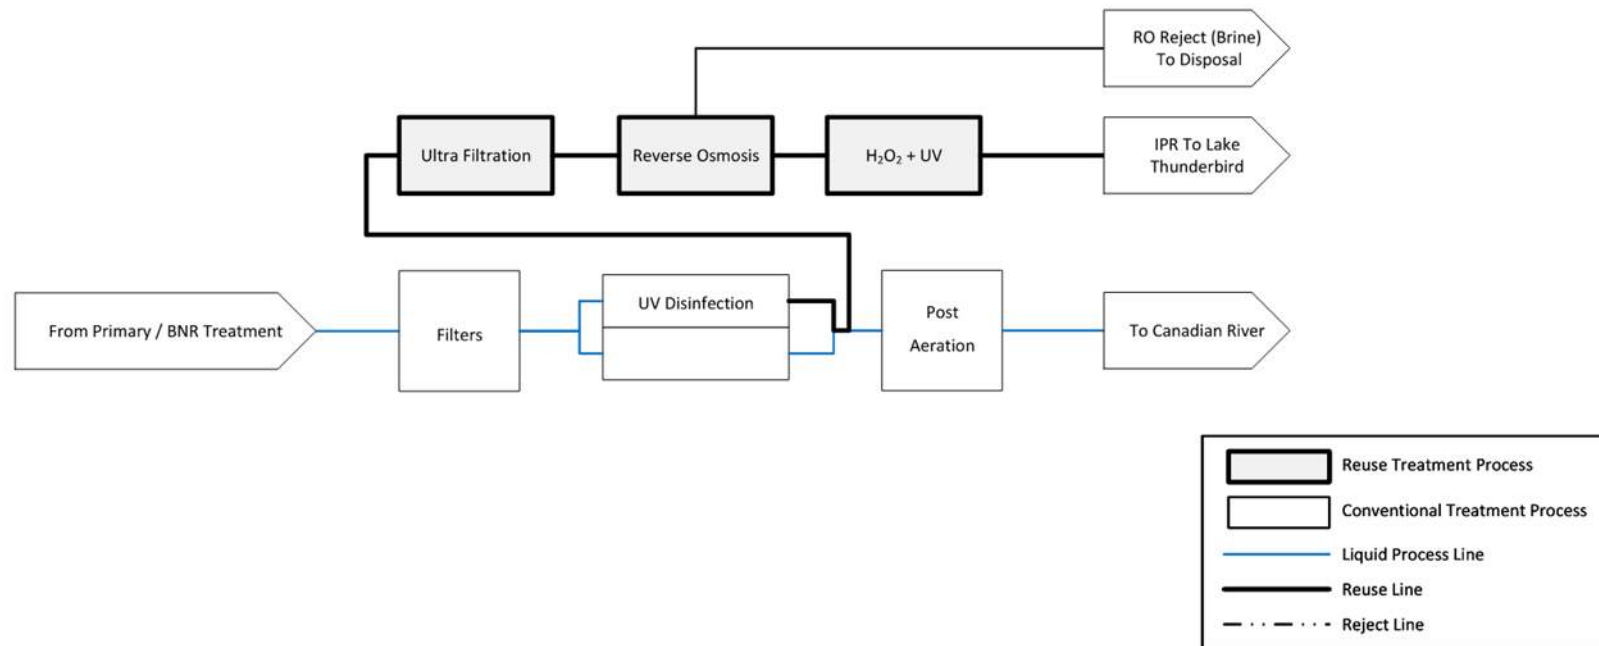 RO Reject (Brine)
To Disposal
Ultra Filtration
Reverse Osmosis
H₂O₂ + UV
IPR To Lake
Thunderbird
From Primary / BNR Treatment
Filters
UV Disinfection
Post
Aeration
To Canadian River
Reuse Treatment Process
Conventional Treatment Process
Liquid Process Line
Reuse Line
Reject Line